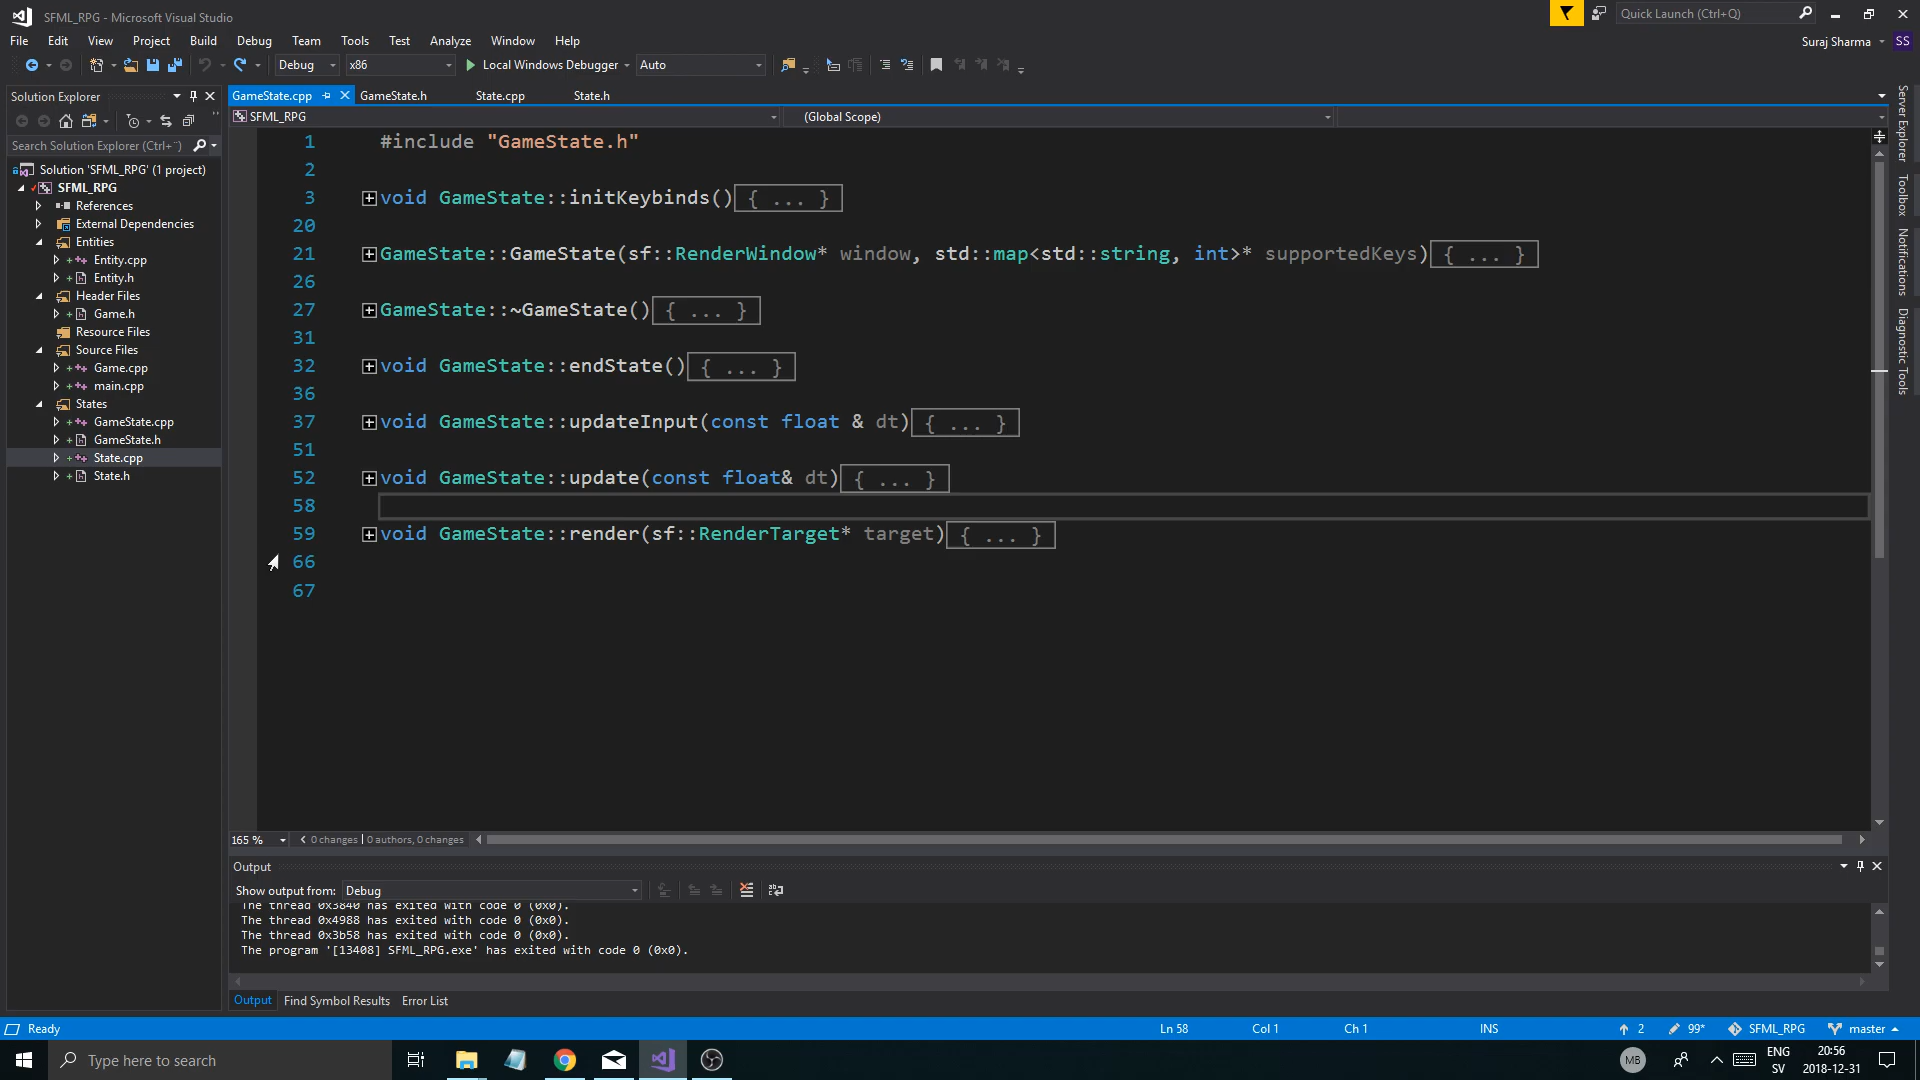 SFML_RPG - Microsoft Visual Studio
Quick Launch (Ctrl+Q)
File Edit View Project Build Debug Team Tools Test Analyze Window Help
Suraj Sharma SS
Debug x86 Local Windows Debugger Auto
Solution Explorer
Search Solution Explorer (Ctrl+¨)
Solution 'SFML_RPG' (1 project)
SFML_RPG
References
External Dependencies
Entities
Entity.cpp
Entity.h
Header Files
Game.h
Resource Files
Source Files
Game.cpp
main.cpp
States
GameState.cpp
GameState.h
State.cpp
State.h
GameState.cpp GameState.h State.cpp State.h
SFML_RPG (Global Scope)
1 #include "GameState.h"
2
3 void GameState::initKeybinds(){ ... }
20
21 GameState::GameState(sf::RenderWindow* window, std::map<std::string, int>* supportedKeys){ ... }
26
27 GameState::~GameState(){ ... }
31
32 void GameState::endState(){ ... }
36
37 void GameState::updateInput(const float & dt){ ... }
51
52 void GameState::update(const float& dt){ ... }
58
59 void GameState::render(sf::RenderTarget* target){ ... }
66
67
165 % 0 changes | 0 authors, 0 changes
Output
Show output from: Debug
The thread 0x3840 has exited with code 0 (0x0).
The thread 0x4988 has exited with code 0 (0x0).
The thread 0x3b58 has exited with code 0 (0x0).
The program '[13408] SFML_RPG.exe' has exited with code 0 (0x0).
Output Find Symbol Results Error List
Server Explorer
Toolbox
Notifications
Diagnostic Tools
Ready Ln 58 Col 1 Ch 1 INS 2 99* SFML_RPG master
Type here to search
MB
ENG
SV
20:56
2018-12-31